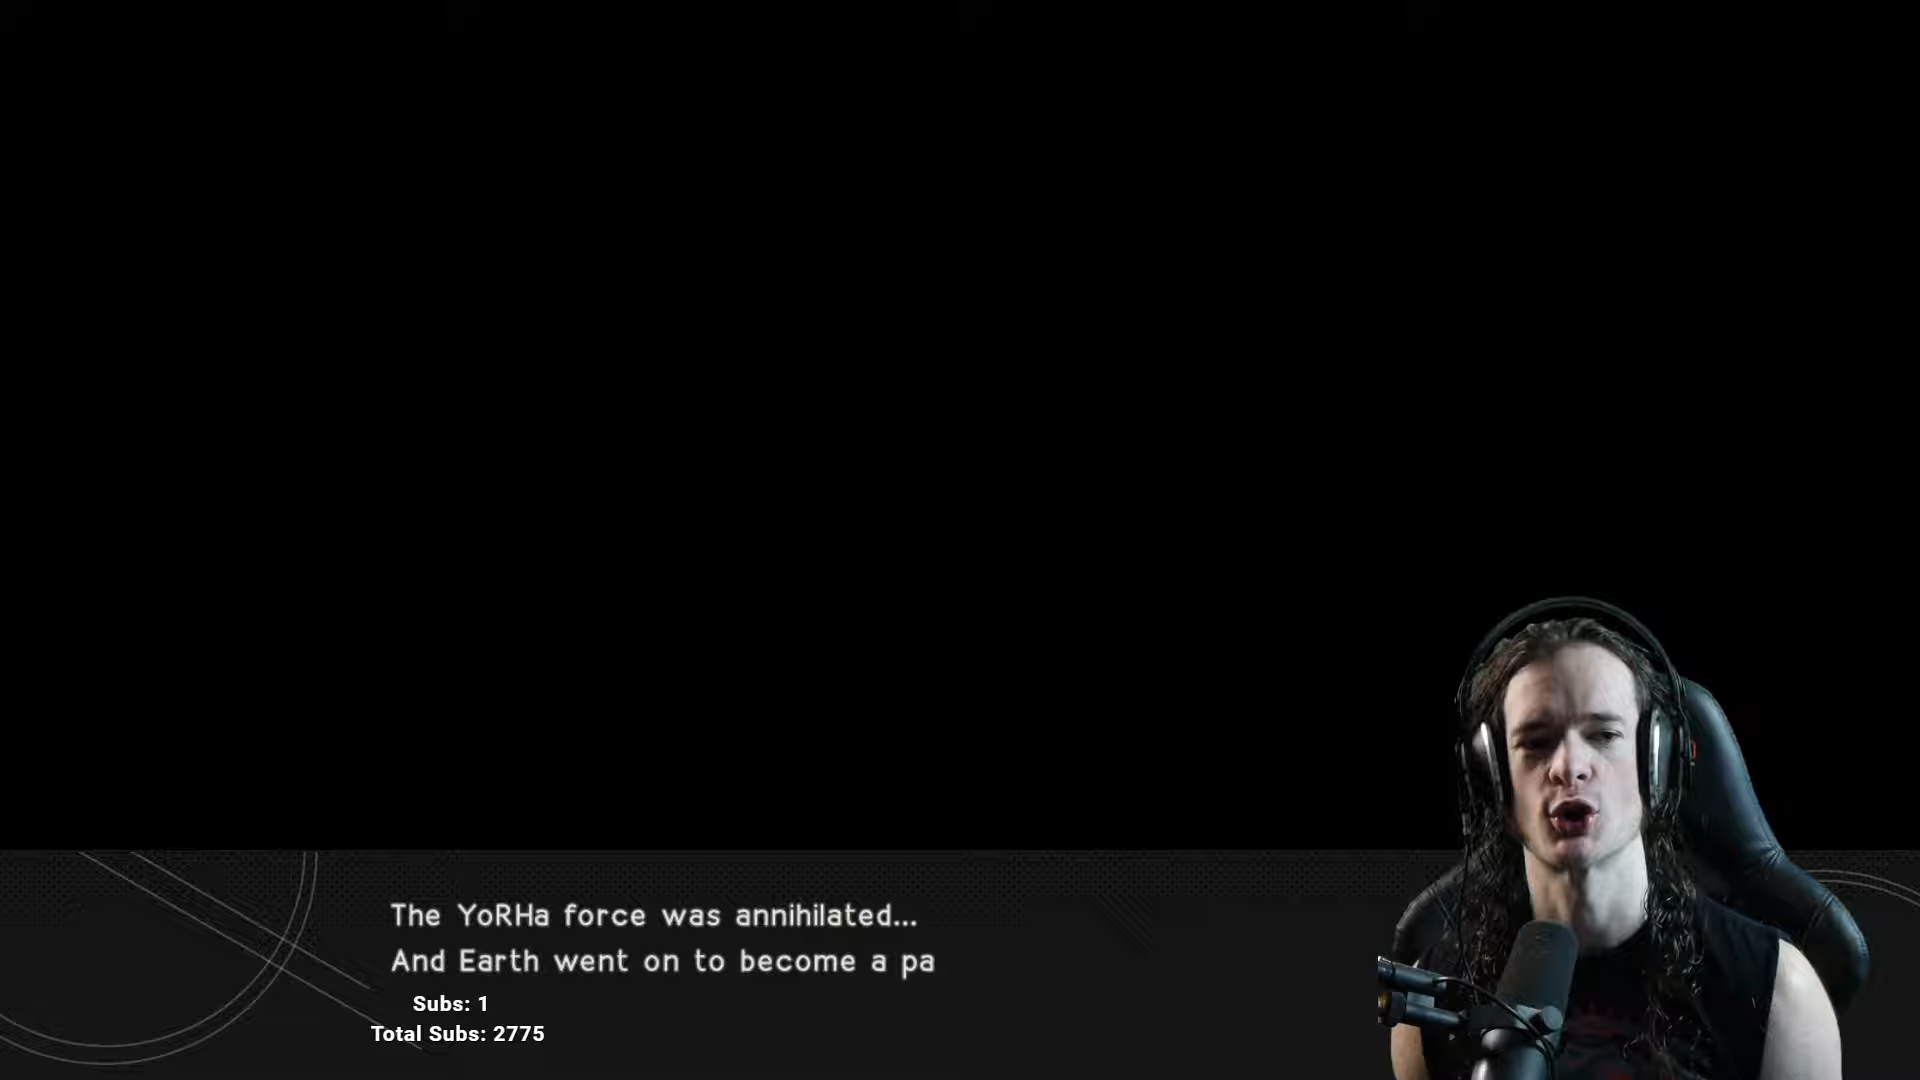 The YoRHa force was annihilated...
And Earth went on to become a pa
Subs: 1
Total Subs: 2775